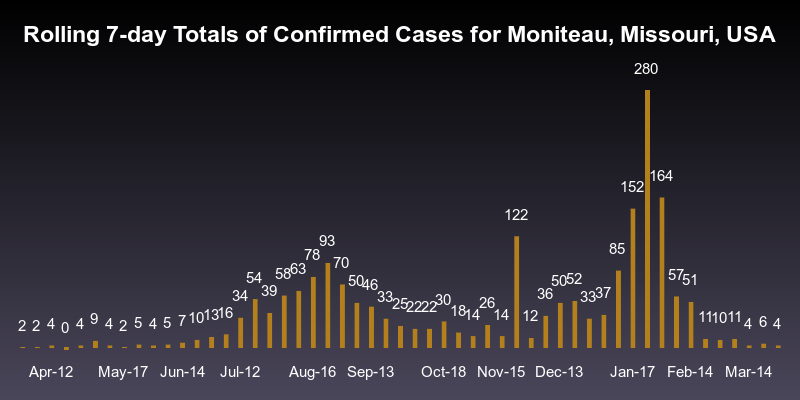 Rolling 7-day Totals of Confirmed Cases for Moniteau, Missouri, USA
2 2 4 0 4 9 4 2 5 4 5 7 10 13 16 34 54 39 58 63 78 93 70 50 46 33 25 22 22 30 18 14 26 14 122 12 36 50 52 33 37 85 152 280 164 57 51 11 10 11 4 6 4
Apr-12 May-17 Jun-14 Jul-12 Aug-16 Sep-13 Oct-18 Nov-15 Dec-13 Jan-17 Feb-14 Mar-14